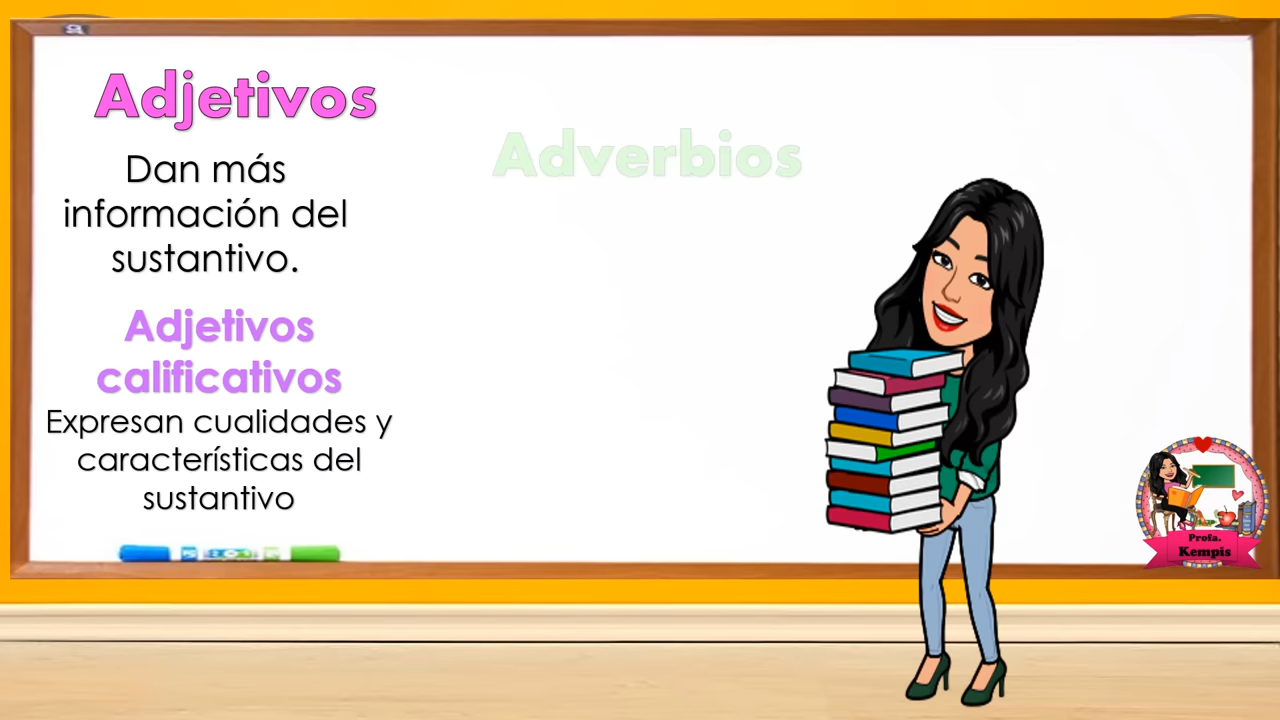 Adjetivos
Dan más
información del
sustantivo.
Adjetivos
calificativos
Expresan cualidades y
características del
sustantivo
Adverbios
Profa.
Kempis